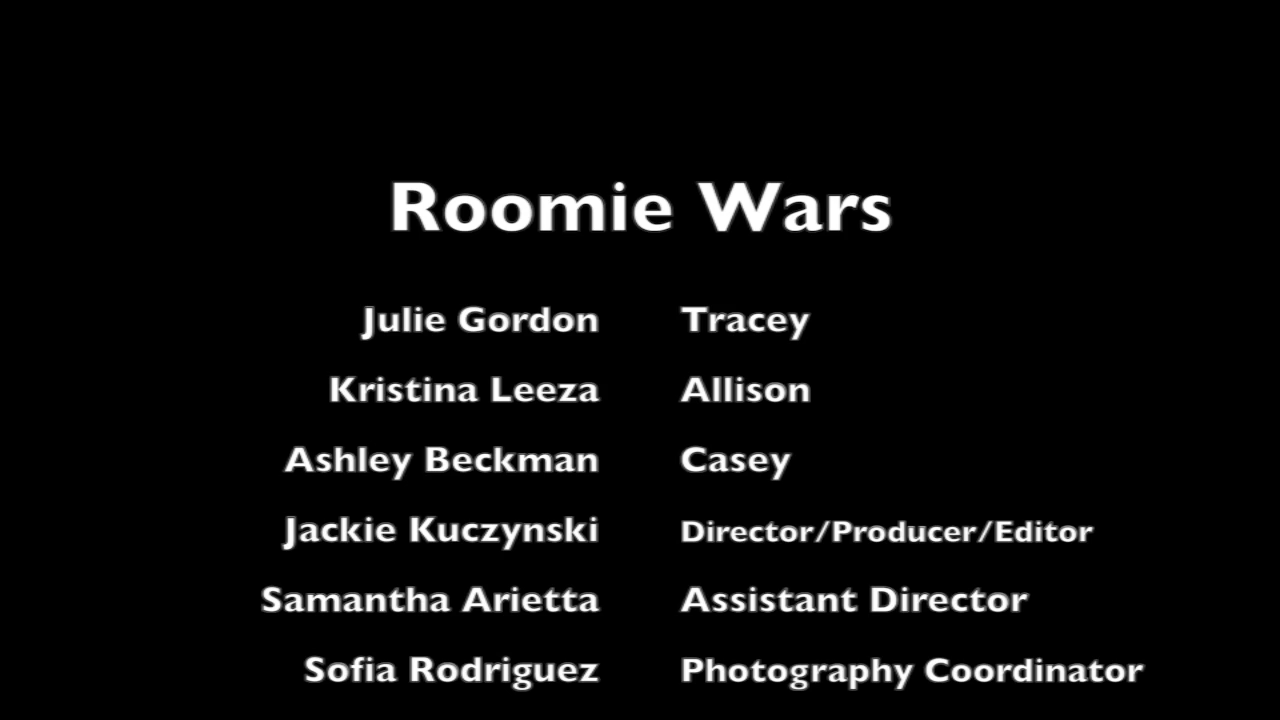 Roomie Wars
Julie Gordon Tracey
Kristina Leeza Allison
Ashley Beckman Casey
Jackie Kuczynski Director/Producer/Editor
Samantha Arietta Assistant Director
Sofia Rodriguez Photography Coordinator